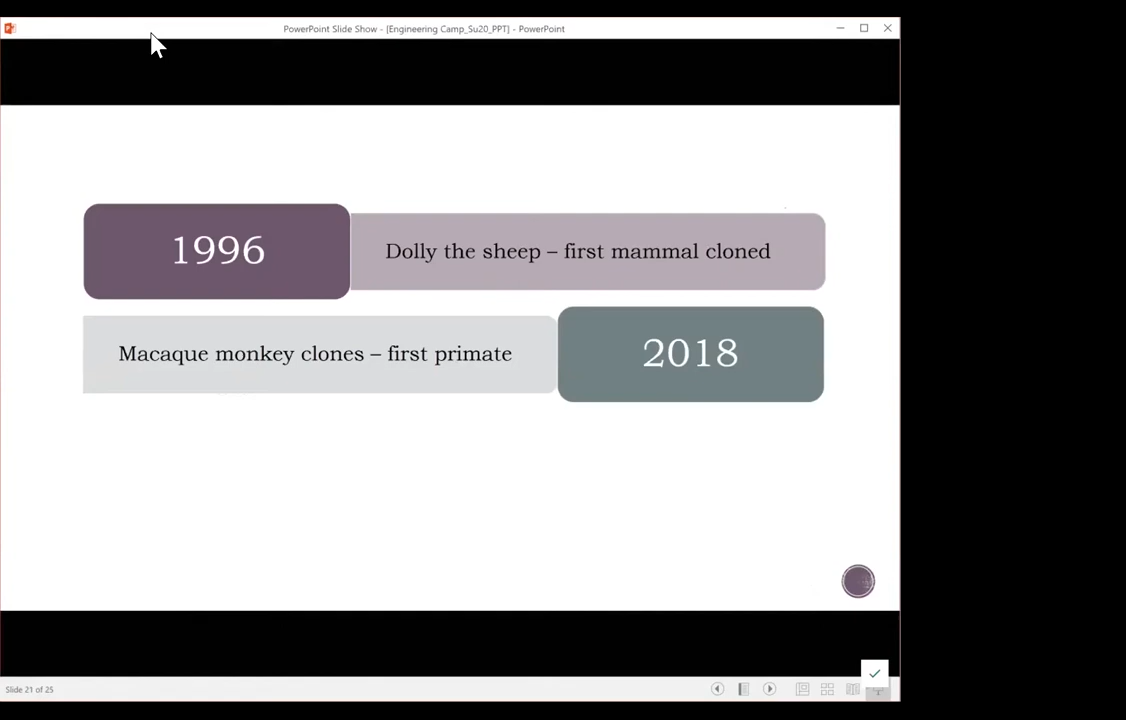 PowerPoint Slide Show - [Engineering Camp_Su20_PPT] - PowerPoint
1996
Dolly the sheep – first mammal cloned
Macaque monkey clones – first primate
2018
Slide 21 of 25